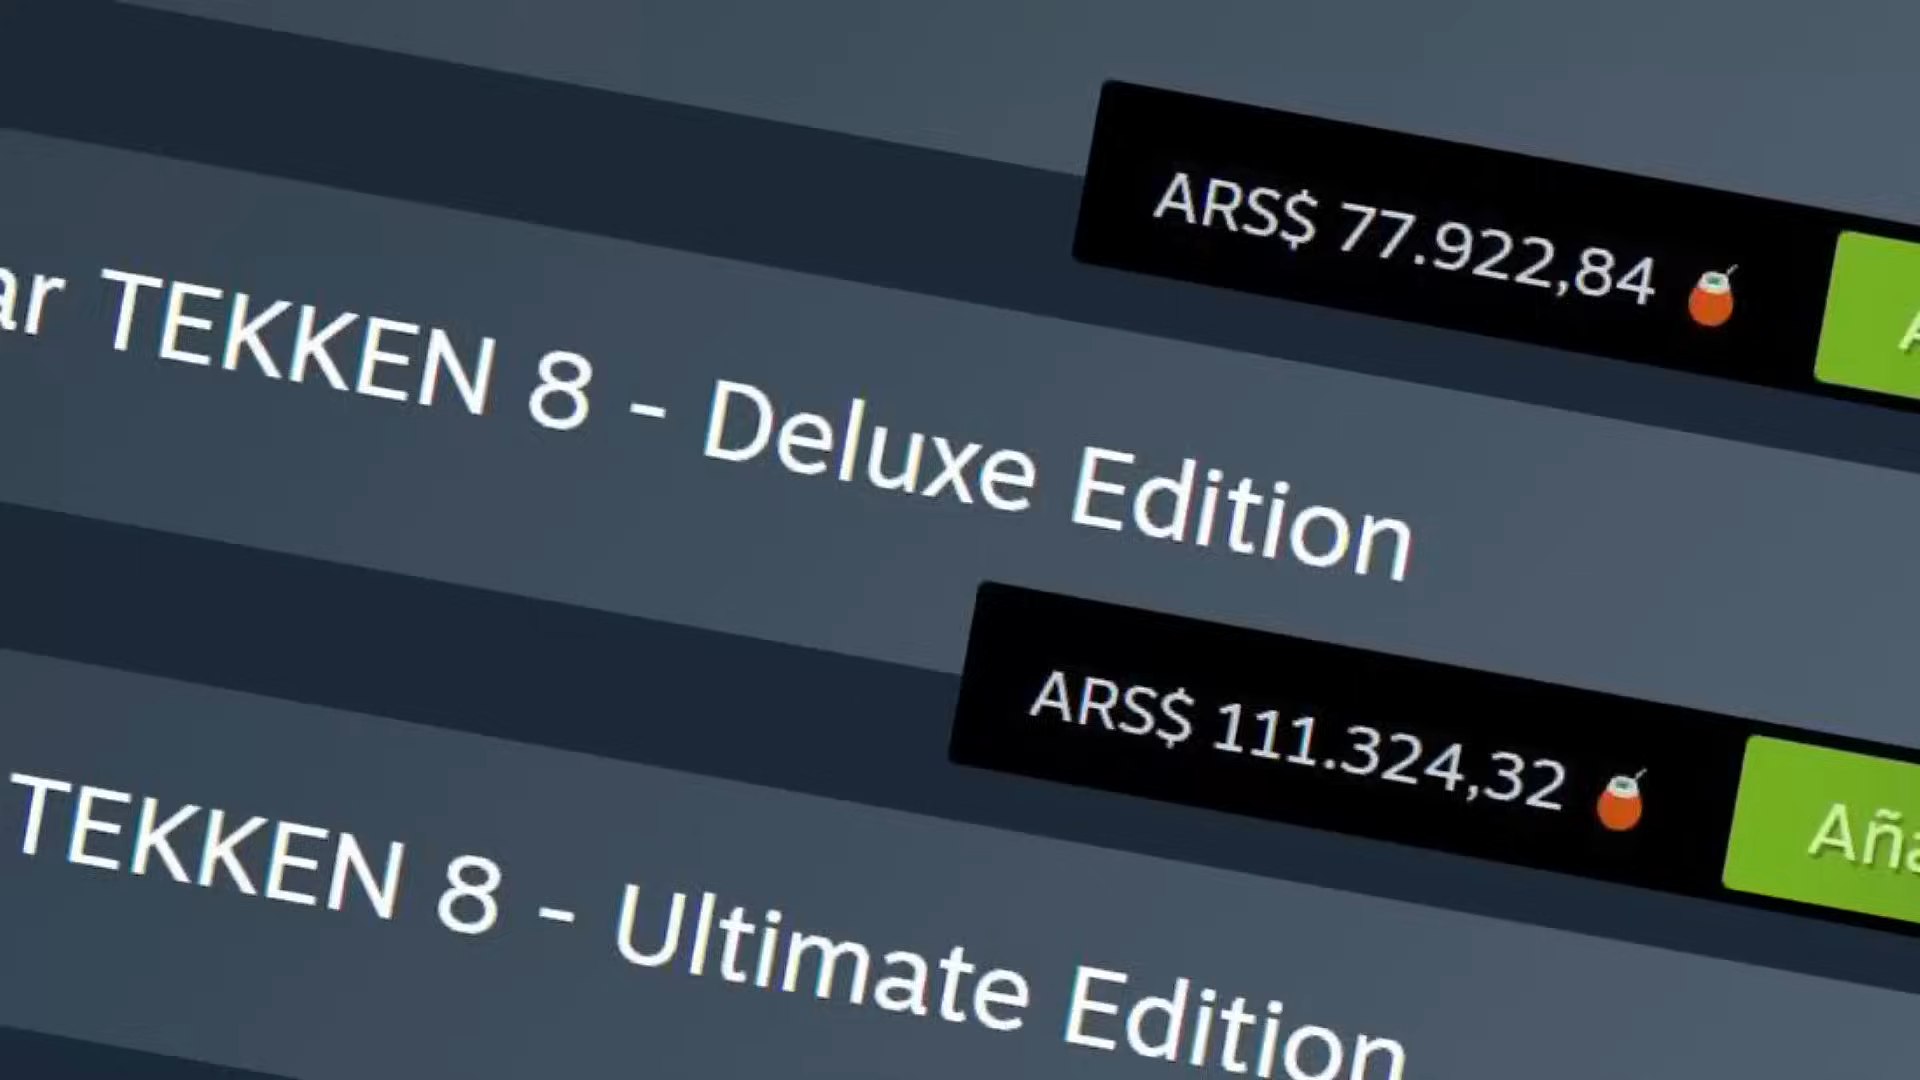 ARS$ 77.922,84
ar TEKKEN 8 - Deluxe Edition
ARS$ 111.324,32
Aña
TEKKEN 8 - Ultimate Edition